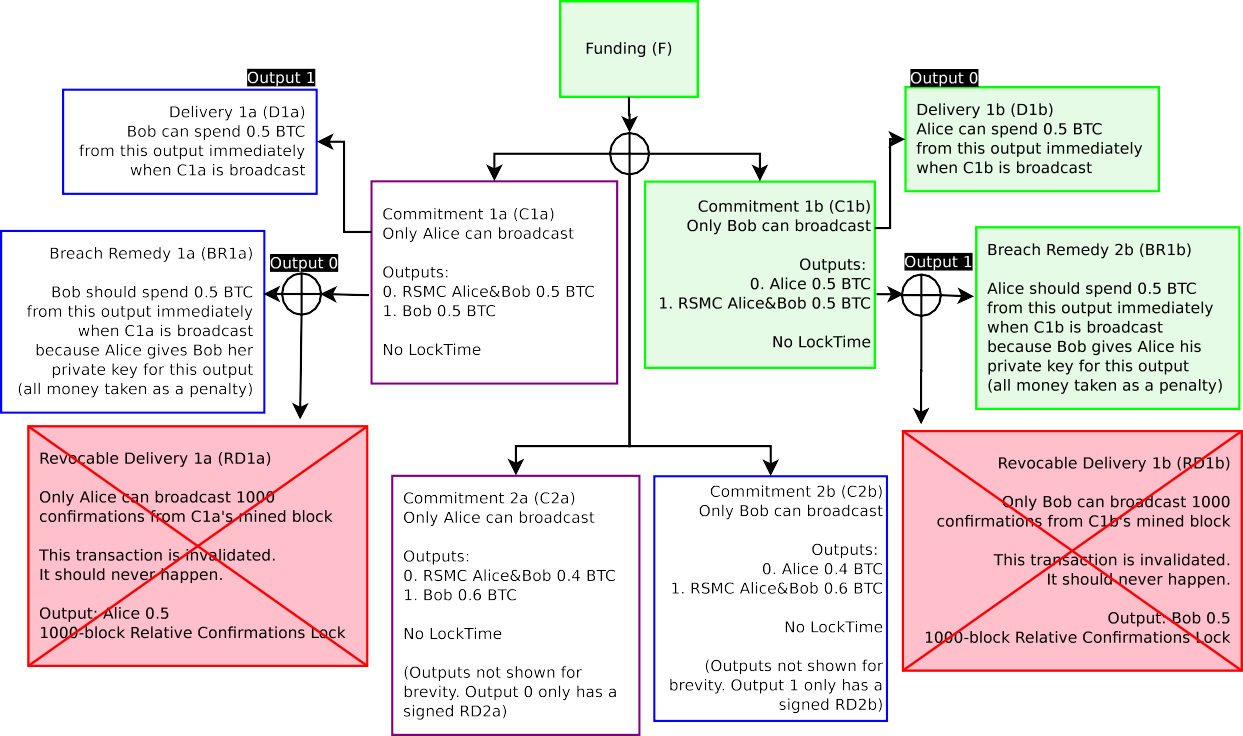 Funding (F)
Output 1
Delivery 1a (D1a)
Bob can spend 0.5 BTC
from this output immediately
when C1a is broadcast
Output 0
Delivery 1b (D1b)
Alice can spend 0.5 BTC
from this output immediately
when C1b is broadcast
Commitment 1a (C1a)
Only Alice can broadcast
Outputs:
0. RSMC Alice&Bob 0.5 BTC
1. Bob 0.5 BTC
No LockTime
Commitment 1b (C1b)
Only Bob can broadcast
Outputs:
0. Alice 0.5 BTC
1. RSMC Alice&Bob 0.5 BTC
No LockTime
Output 0
Breach Remedy 1a (BR1a)
Bob should spend 0.5 BTC
from this output immediately
when C1a is broadcast
because Alice gives Bob her
private key for this output
(all money taken as a penalty)
Output 1
Breach Remedy 2b (BR1b)
Alice should spend 0.5 BTC
from this output immediately
when C1b is broadcast
because Bob gives Alice his
private key for this output
(all money taken as a penalty)
Revocable Delivery 1a (RD1a)
Only Alice can broadcast 1000
confirmations from C1a's mined block
This transaction is invalidated.
It should never happen.
Output: Alice 0.5
1000-block Relative Confirmations Lock
Commitment 2a (C2a)
Only Alice can broadcast
Outputs:
0. RSMC Alice&Bob 0.4 BTC
1. Bob 0.6 BTC
No LockTime
(Outputs not shown for
brevity. Output 0 only has a
signed RD2a)
Commitment 2b (C2b)
Only Bob can broadcast
Outputs:
0. Alice 0.4 BTC
1. RSMC Alice&Bob 0.6 BTC
No LockTime
(Outputs not shown for
brevity. Output 1 only has a
signed RD2b)
Revocable Delivery 1b (RD1b)
Only Bob can broadcast 1000
confirmations from C1b's mined block
This transaction is invalidated.
It should never happen.
Output: Bob 0.5
1000-block Relative Confirmations Lock